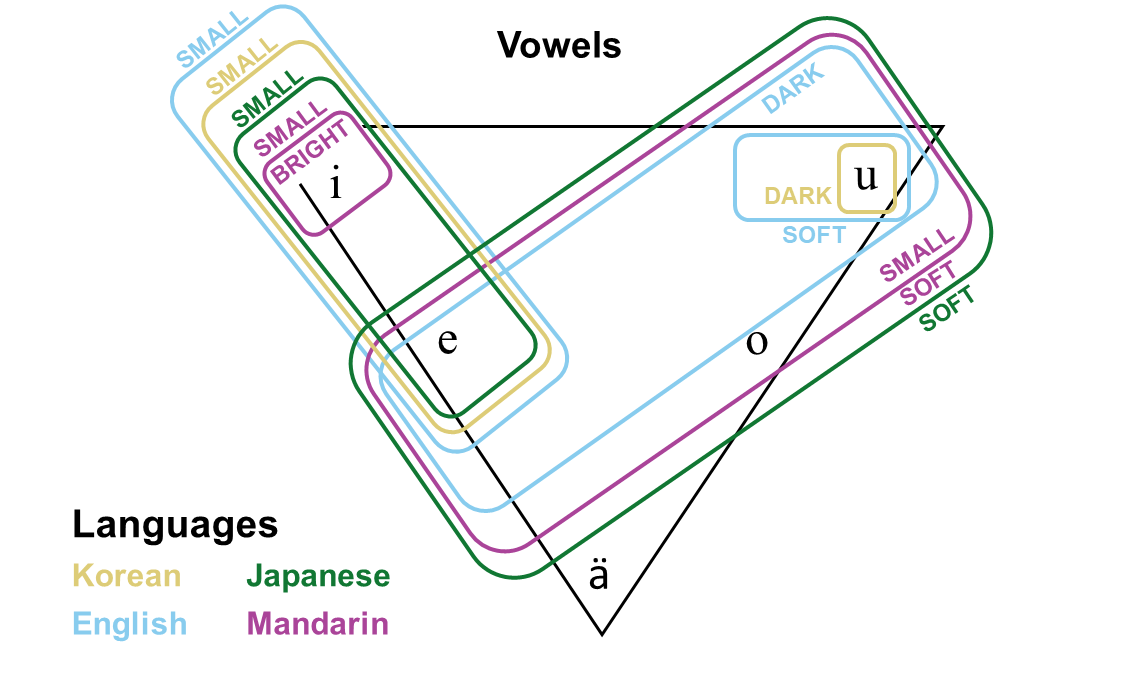 Vowels
SMALL
SMALL
SMALL
SMALL
BRIGHT
i
DARK
DARK
u
SOFT
SMALL
SOFT
SOFT
e
o
ä
Languages
Korean Japanese
English Mandarin